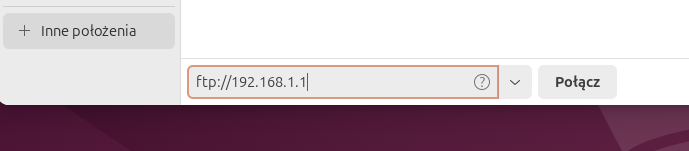 Inne położenia
ftp://192.168.1.1
Połącz